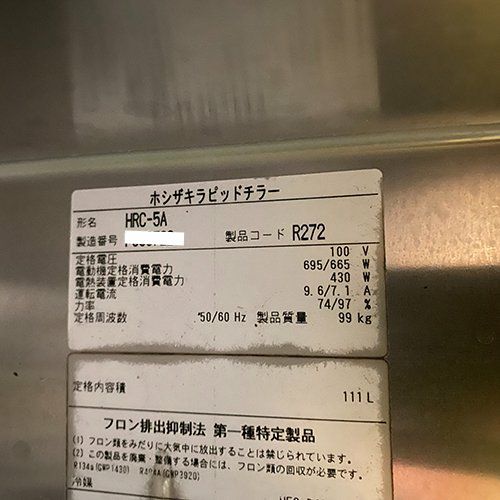 ホシザキラピッドチラー
形名 HRC-5A
製造番号
製品コード R272
定格電圧 100 V
電動機定格消費電力 695/665 W
電熱装置定格消費電力 430 W
運転電流 9.6/7.1 A
力率 74/97 %
定格周波数 50/60 Hz 製品質量 99 kg
定格内容積 111 L
フロン排出抑制法 第一種特定製品
(1) フロン類をみだりに大気中に放出することは禁じられています。
(2) この製品を廃棄・整備する場合には、フロン類の回収が必要です。
R134a(GWP1430) R404A(GWP3920)
冷媒